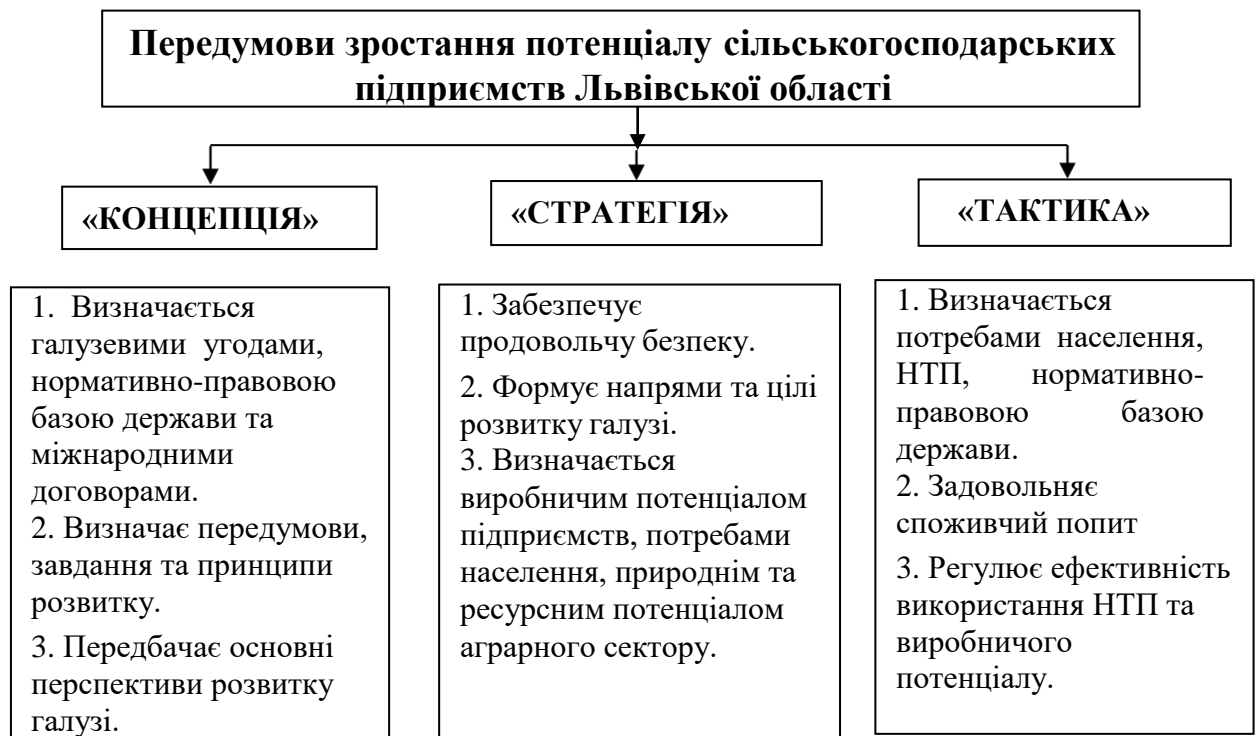 Передумови зростання потенціалу сільськогосподарських
підприємств Львівської області
«КОНЦЕПЦІЯ»
«СТРАТЕГІЯ»
«ТАКТИКА»
1. Визначається
галузевими угодами,
нормативно-правовою
базою держави та
міжнародними
договорами.
2. Визначає передумови,
завдання та принципи
розвитку.
3. Передбачає основні
перспективи розвитку
галузі.
1. Забезпечує
продовольчу безпеку.
2. Формує напрями та цілі
розвитку галузі.
3. Визначається
виробничим потенціалом
підприємств, потребами
населення, природнім та
ресурсним потенціалом
аграрного сектору.
1. Визначається
потребами населення,
НТП, нормативно-
правовою базою
держави.
2. Задовольняє
споживчий попит
3. Регулює ефективність
використання НТП та
виробничого
потенціалу.